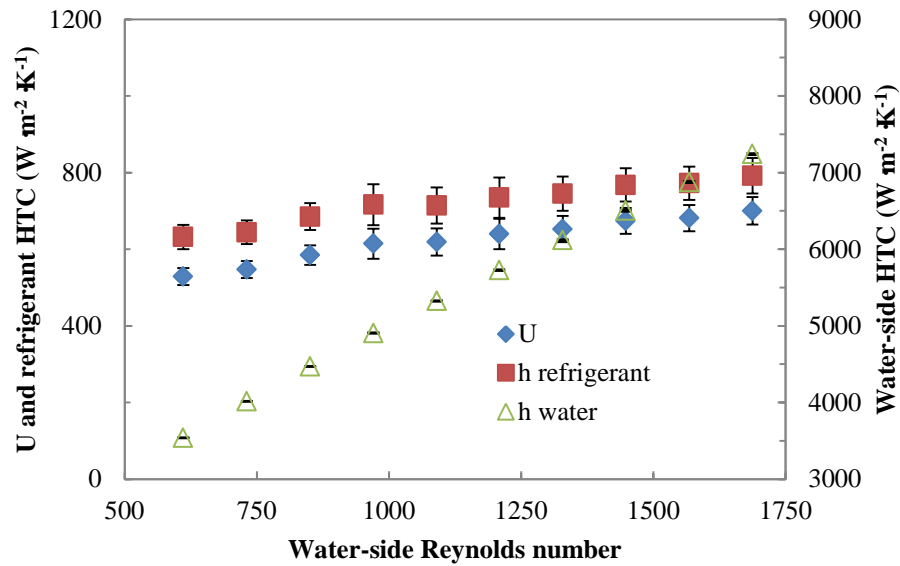 U and refrigerant HTC (W·m⁻²·K⁻¹)
1200
800
400
0
9000
8000
7000
6000
5000
4000
3000
Water-side HTC (W·m⁻²·K⁻¹)
U
h refrigerant
h water
500 750 1000 1250 1500 1750
Water-side Reynolds number